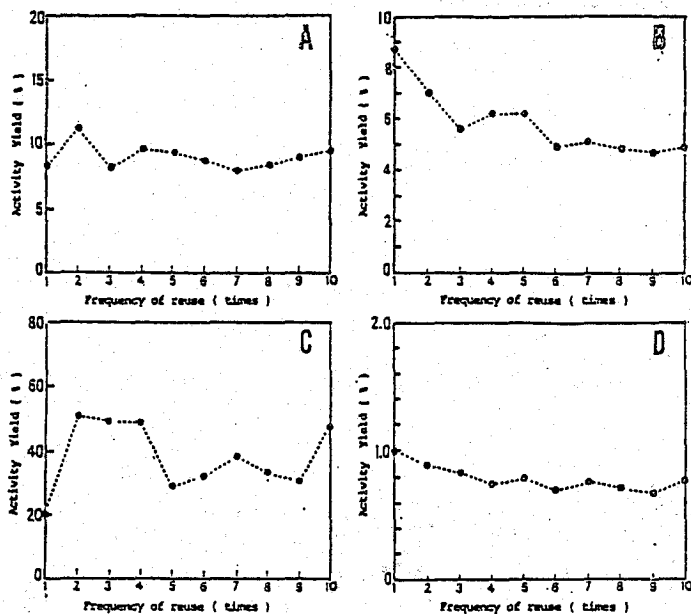 A
Activity Yield ( % )
20
15
10
5
0
1 2 3 4 5 6 7 8 9 10
Frequency of reuse ( times )
B
Activity Yield ( % )
10
8
6
4
2
0
1 2 3 4 5 6 7 8 9 10
Frequency of reuse ( times )
C
Activity Yield ( % )
80
60
40
20
0
1 2 3 4 5 6 7 8 9 10
Frequency of reuse ( times )
D
Activity Yield ( % )
2.0
1.0
0
1 2 3 4 5 6 7 8 9 10
Frequency of reuse ( times )